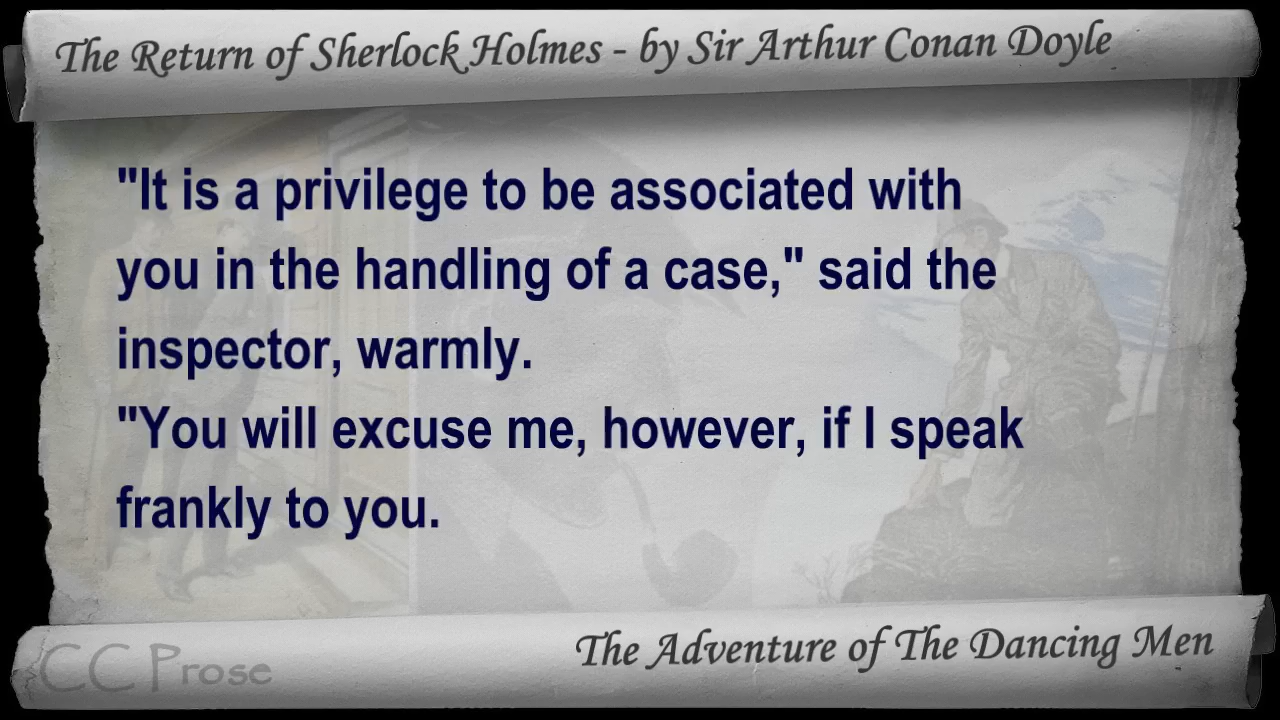 The Return of Sherlock Holmes - by Sir Arthur Conan Doyle
"It is a privilege to be associated with
you in the handling of a case," said the
inspector, warmly.
"You will excuse me, however, if I speak
frankly to you.
The Adventure of The Dancing Men
CC Prose